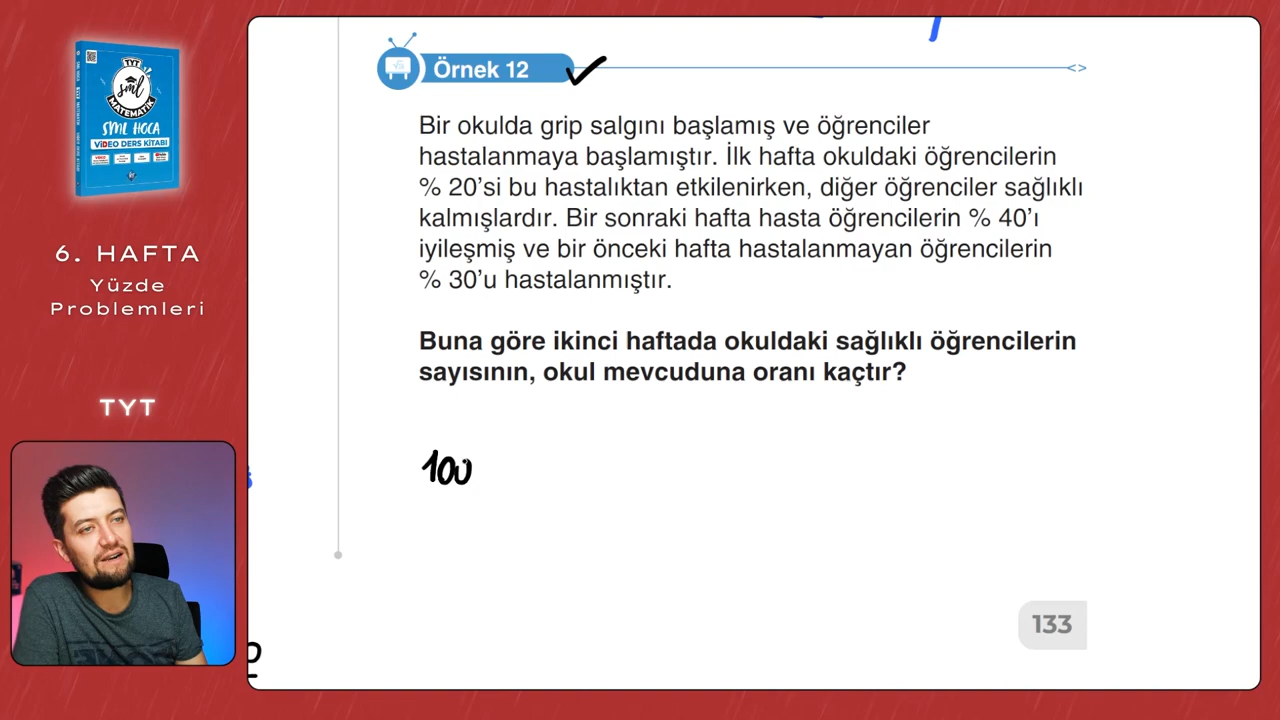 TYT
sml
MATEMATİK
SML HOCA
VİDEO DERS KİTABI
6. HAFTA
Yüzde
Problemleri
TYT
Örnek 12
Bir okulda grip salgını başlamış ve öğrenciler
hastalanmaya başlamıştır. İlk hafta okuldaki öğrencilerin
% 20’si bu hastalıktan etkilenirken, diğer öğrenciler sağlıklı
kalmışlardır. Bir sonraki hafta hasta öğrencilerin % 40’ı
iyileşmiş ve bir önceki hafta hastalanmayan öğrencilerin
% 30’u hastalanmıştır.
Buna göre ikinci haftada okuldaki sağlıklı öğrencilerin
sayısının, okul mevcuduna oranı kaçtır?
100
133